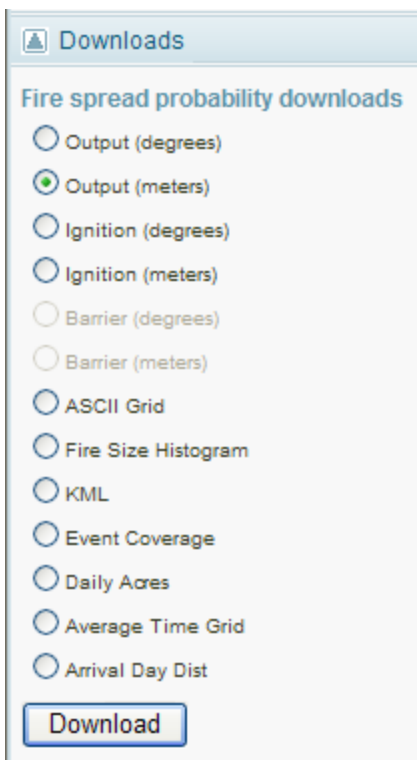 Downloads
Fire spread probability downloads
Output (degrees)
Output (meters)
Ignition (degrees)
Ignition (meters)
Barrier (degrees)
Barrier (meters)
ASCII Grid
Fire Size Histogram
KML
Event Coverage
Daily Acres
Average Time Grid
Arrival Day Dist
Download